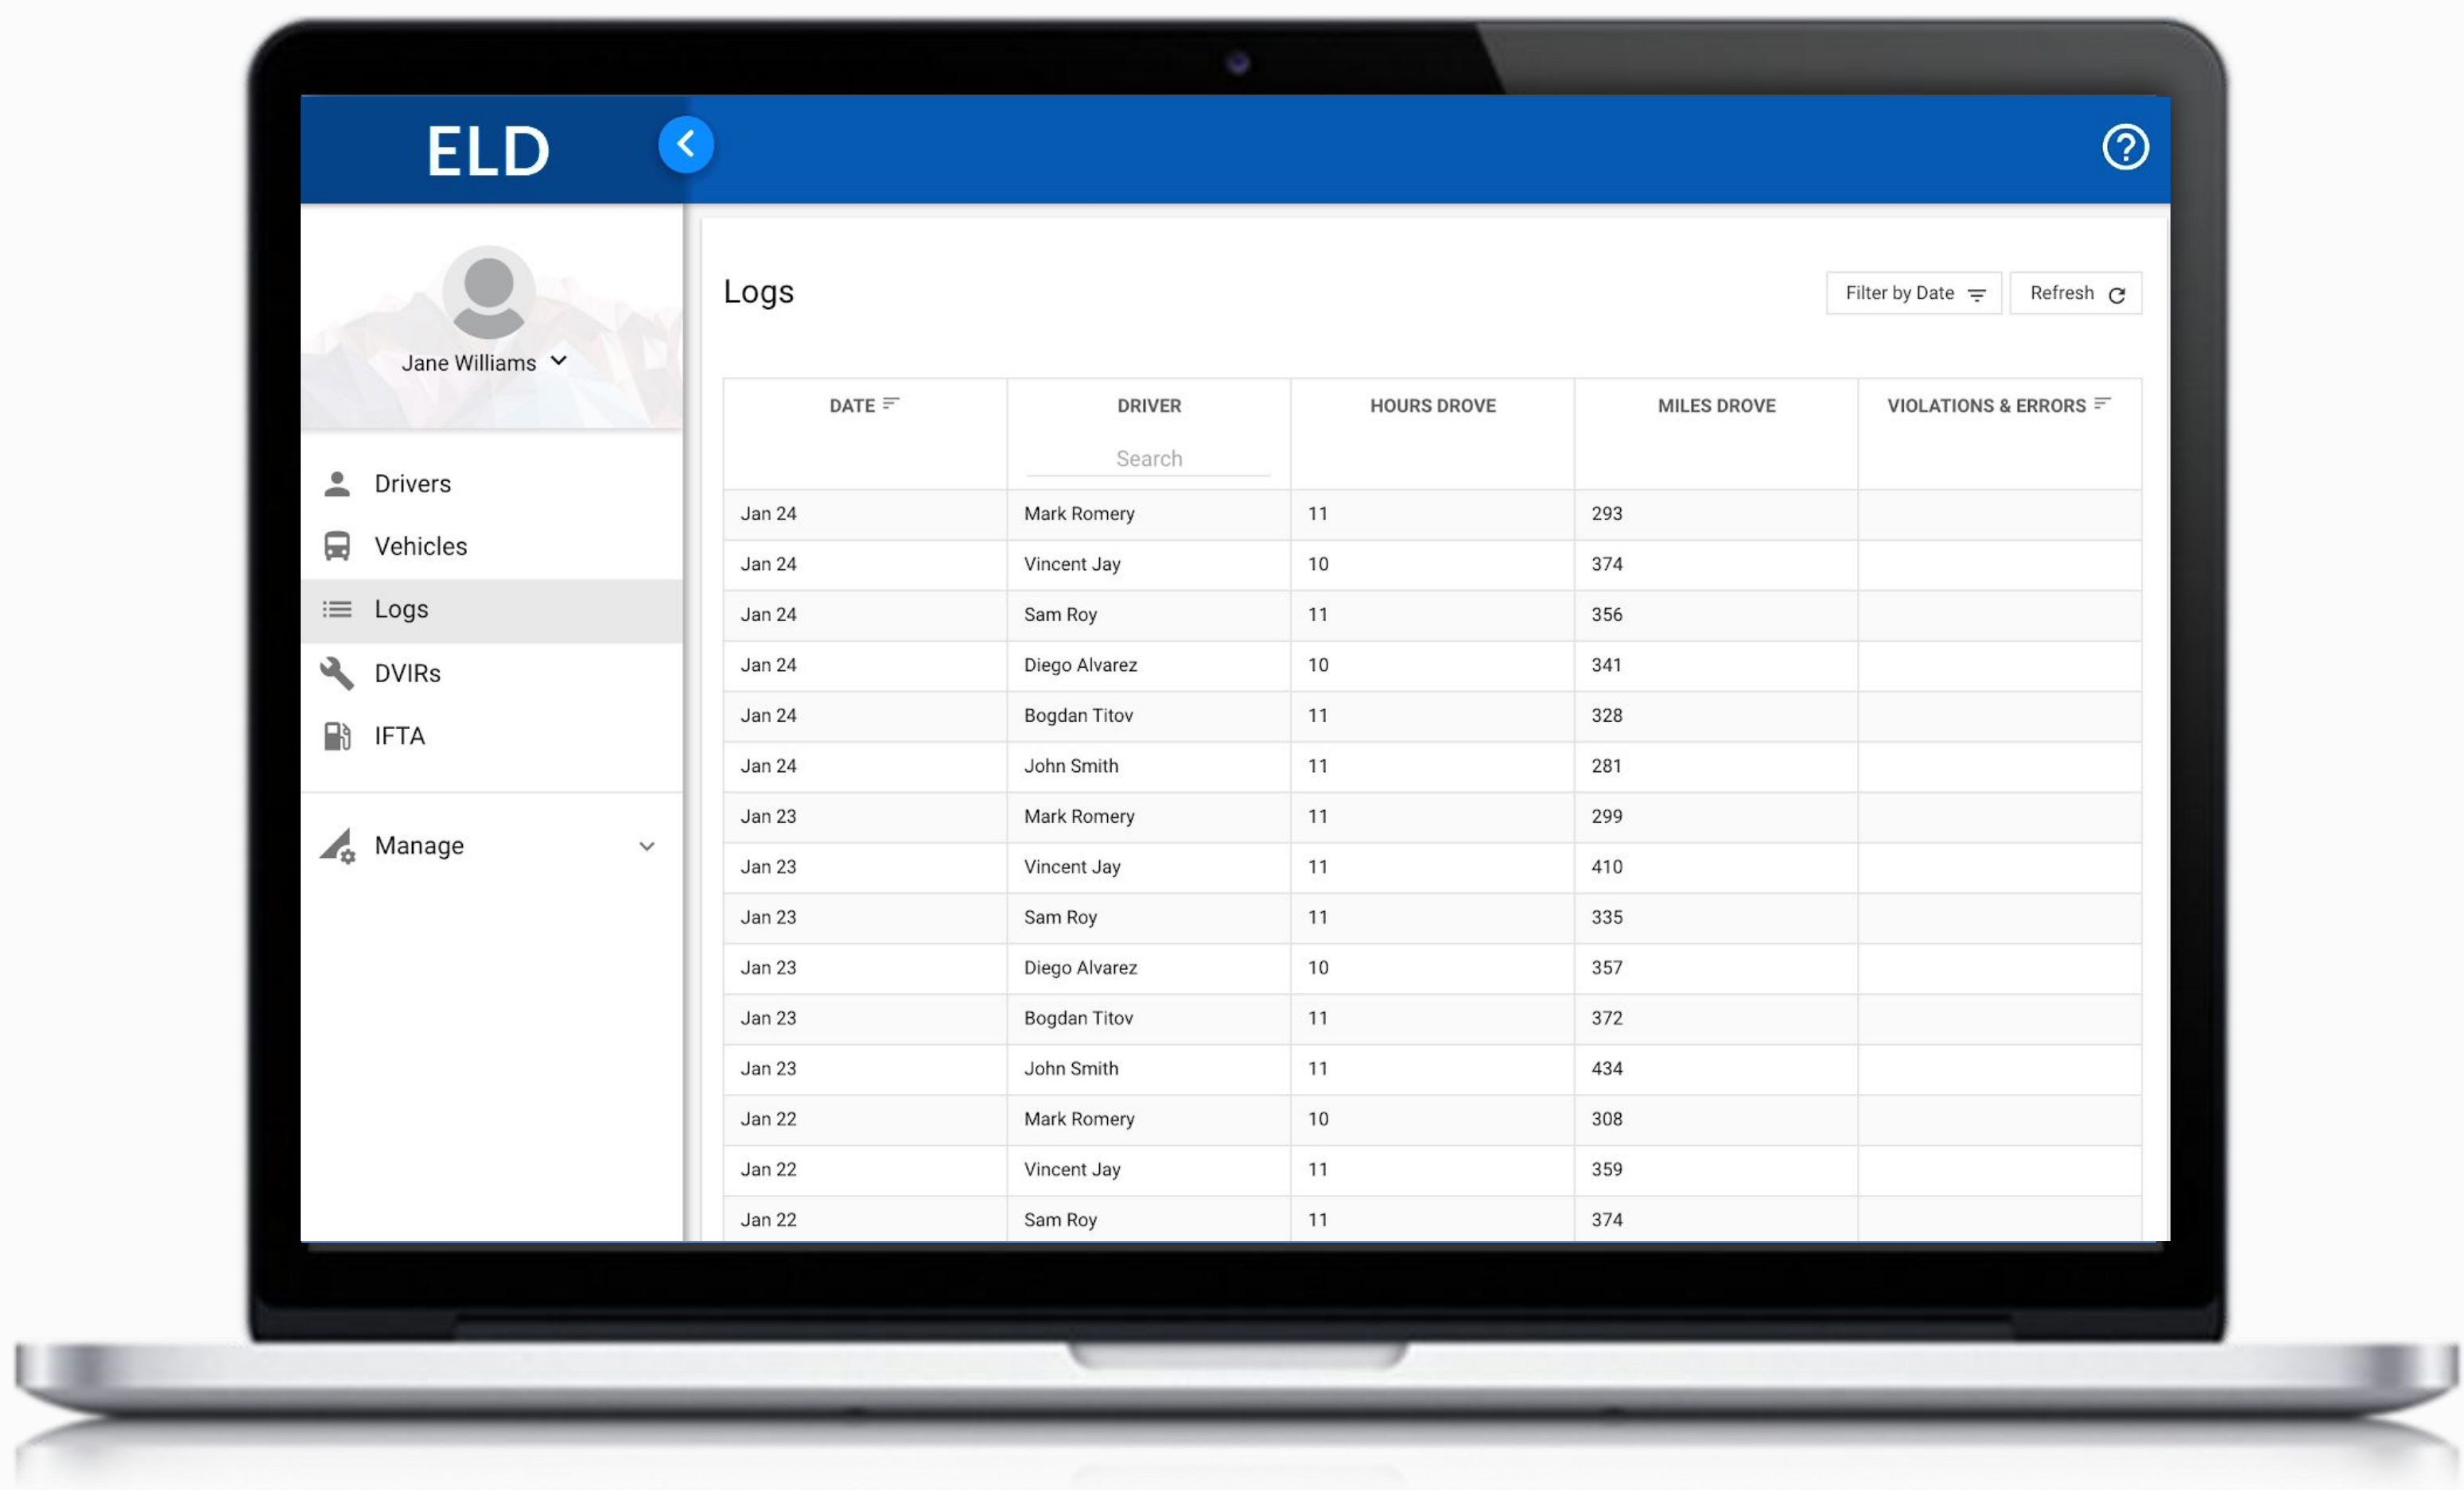 ELD
Jane Williams
Drivers
Vehicles
Logs
DVIRs
IFTA
Manage
Logs
Filter by Date Refresh
DATE DRIVER HOURS DROVE MILES DROVE VIOLATIONS & ERRORS
Search
Jan 24 Mark Romery 11 293
Jan 24 Vincent Jay 10 374
Jan 24 Sam Roy 11 356
Jan 24 Diego Alvarez 10 341
Jan 24 Bogdan Titov 11 328
Jan 24 John Smith 11 281
Jan 23 Mark Romery 11 299
Jan 23 Vincent Jay 11 410
Jan 23 Sam Roy 11 335
Jan 23 Diego Alvarez 10 357
Jan 23 Bogdan Titov 11 372
Jan 23 John Smith 11 434
Jan 22 Mark Romery 10 308
Jan 22 Vincent Jay 11 359
Jan 22 Sam Roy 11 374